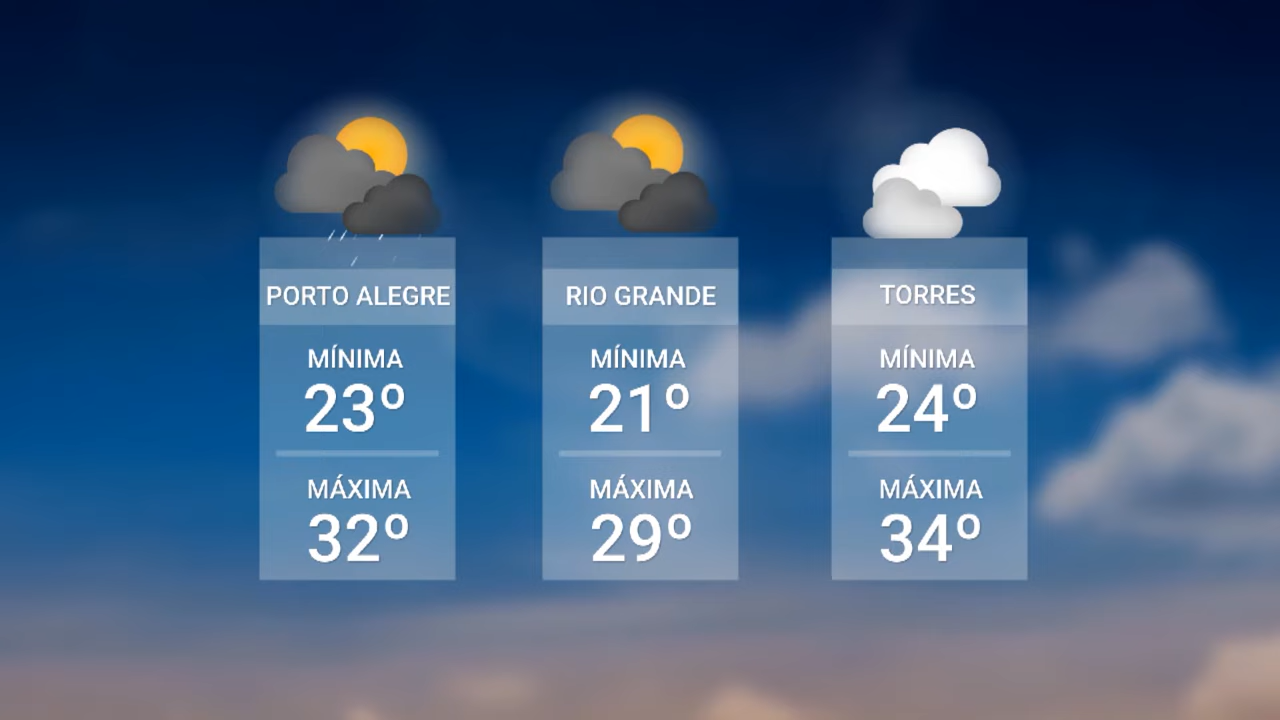 PORTO ALEGRE
MÍNIMA
23º
MÁXIMA
32º
RIO GRANDE
MÍNIMA
21º
MÁXIMA
29º
TORRES
MÍNIMA
24º
MÁXIMA
34º